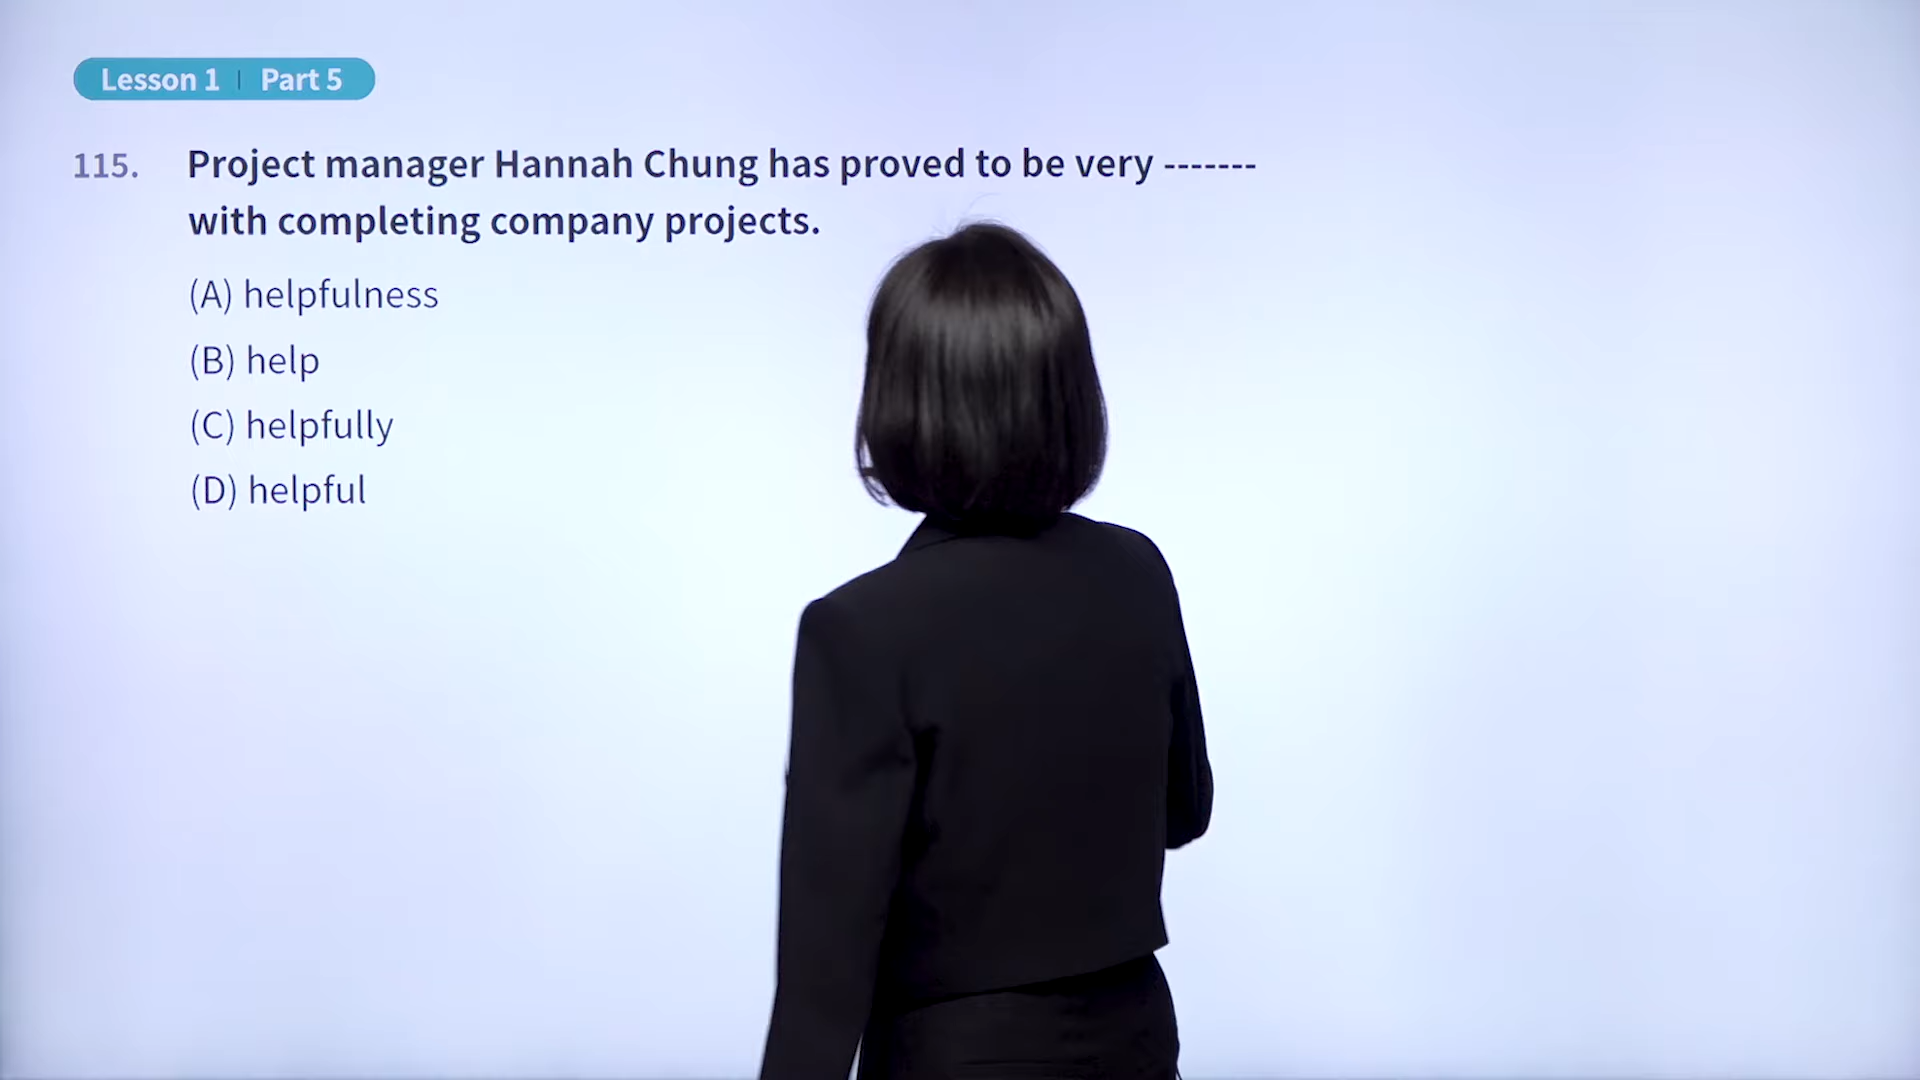 Lesson 1 | Part 5
115. Project manager Hannah Chung has proved to be very -------
with completing company projects.
(A) helpfulness
(B) help
(C) helpfully
(D) helpful